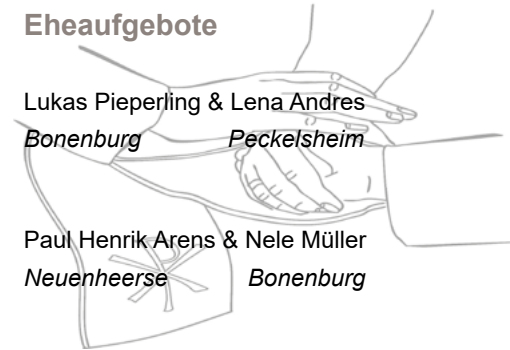 Eheaufgebote
Lukas Pieperling & Lena Andres
Bonenburg Peckelsheim
Paul Henrik Arens & Nele Müller
Neuenheerse Bonenburg